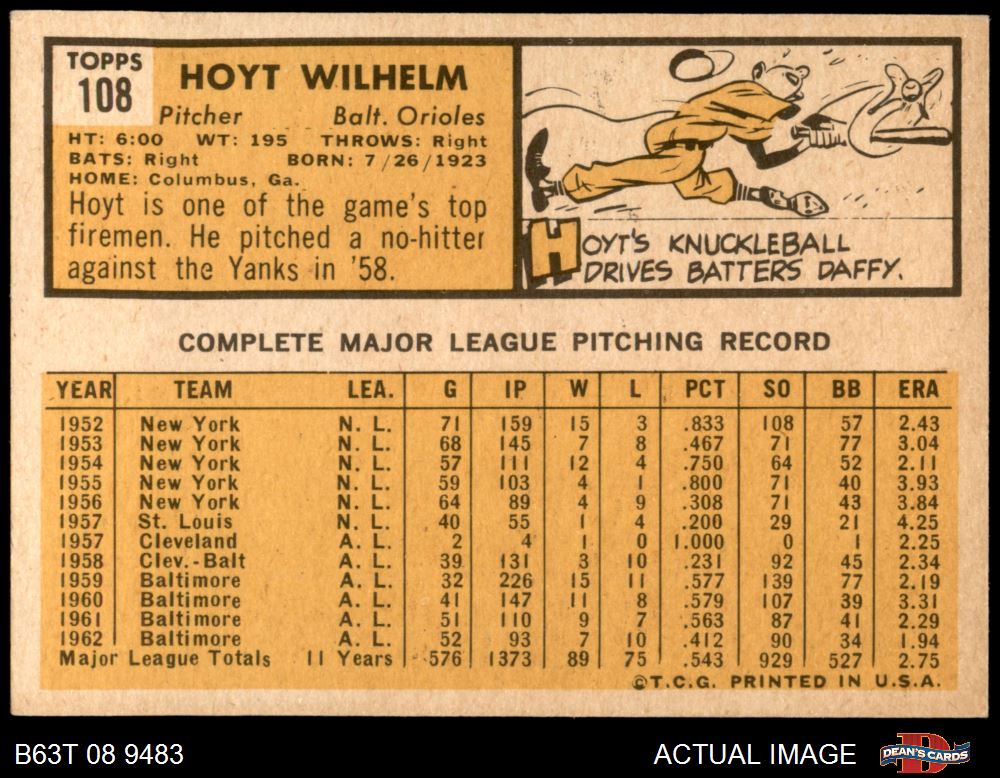 TOPPS
108
HOYT WILHELM
Pitcher Balt. Orioles
HT: 6:00 WT: 195 THROWS: Right
BATS: Right BORN: 7/26/1923
HOME: Columbus, Ga.
Hoyt is one of the game's top
firemen. He pitched a no-hitter
against the Yanks in '58.
HOYT'S KNUCKLEBALL
DRIVES BATTERS DAFFY.
COMPLETE MAJOR LEAGUE PITCHING RECORD
YEAR TEAM LEA. G IP W L PCT SO BB ERA
1952 New York N. L. 71 159 15 3 .833 108 57 2.43
1953 New York N. L. 68 145 7 8 .467 71 77 3.04
1954 New York N. L. 57 111 12 4 .750 64 52 2.11
1955 New York N. L. 59 103 4 1 .800 71 40 3.93
1956 New York N. L. 64 89 4 9 .308 71 43 3.84
1957 St. Louis N. L. 40 55 1 4 .200 29 21 4.25
1957 Cleveland A. L. 2 4 1 0 1.000 0 1 2.25
1958 Clev.-Balt A. L. 39 131 3 10 .231 92 45 2.34
1959 Baltimore A. L. 32 226 15 11 .577 139 77 2.19
1960 Baltimore A. L. 41 147 11 8 .579 107 39 3.31
1961 Baltimore A. L. 51 110 9 7 .563 87 41 2.29
1962 Baltimore A. L. 52 93 7 10 .412 90 34 1.94
Major League Totals 11 Years 576 1373 89 75 .543 929 527 2.75
©T.C.G. PRINTED IN U.S.A.
B63T 08 9483 ACTUAL IMAGE DEAN'S CARDS